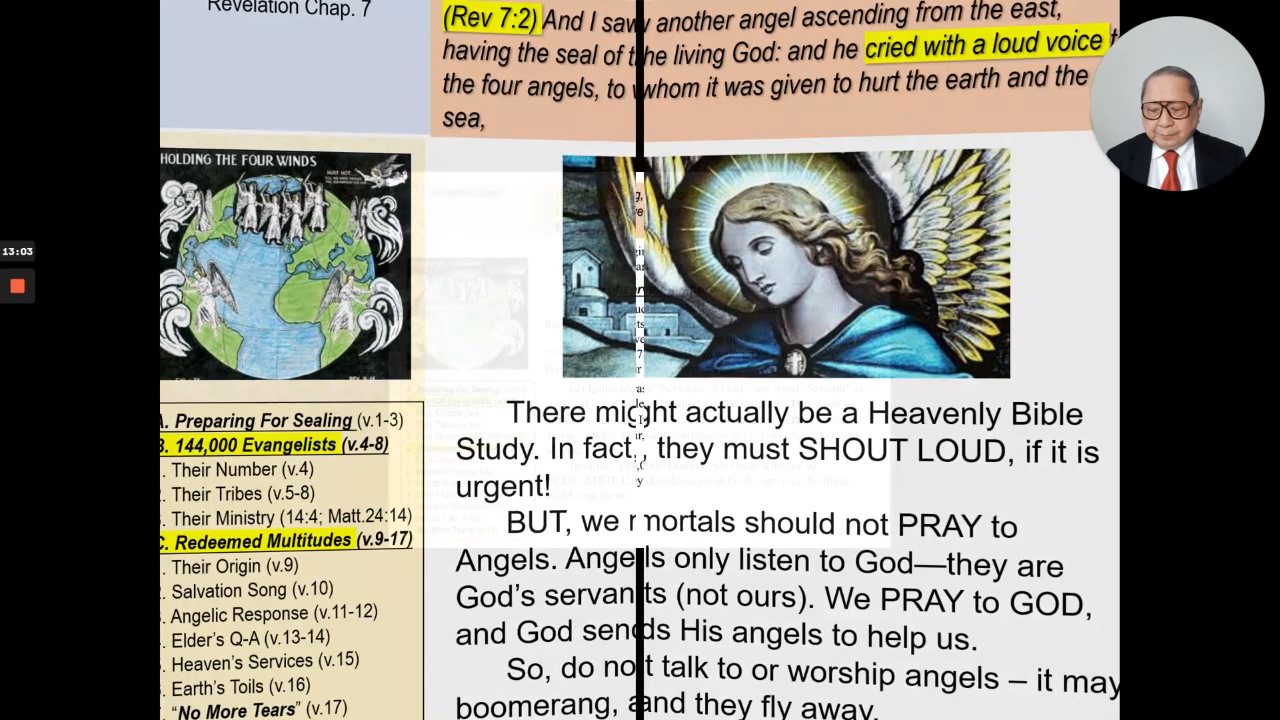 Revelation Chap. 7
(Rev 7:2) And I saw another angel ascending from the east,
having the seal of the living God: and he cried with a loud voice t
the four angels, to whom it was given to hurt the earth and the
sea,
HOLDING THE FOUR WINDS
HURT NOT
13:03
A. Preparing For Sealing (v.1-3)
B. 144,000 Evangelists (v.4-8)
. Their Number (v.4)
. Their Tribes (v.5-8)
. Their Ministry (14:4; Matt.24:14)
C. Redeemed Multitudes (v.9-17)
. Their Origin (v.9)
. Salvation Song (v.10)
. Angelic Response (v.11-12)
. Elder's Q-A (v.13-14)
. Heaven's Services (v.15)
. Earth's Toils (v.16)
. “No More Tears” (v.17)
There might actually be a Heavenly Bible
Study. In fact, they must SHOUT LOUD, if it is
urgent!
BUT, we mortals should not PRAY to
Angels. Angels only listen to God—they are
God's servants (not ours). We PRAY to GOD,
and God sends His angels to help us.
So, do not talk to or worship angels – it may
boomerang, and they fly away.